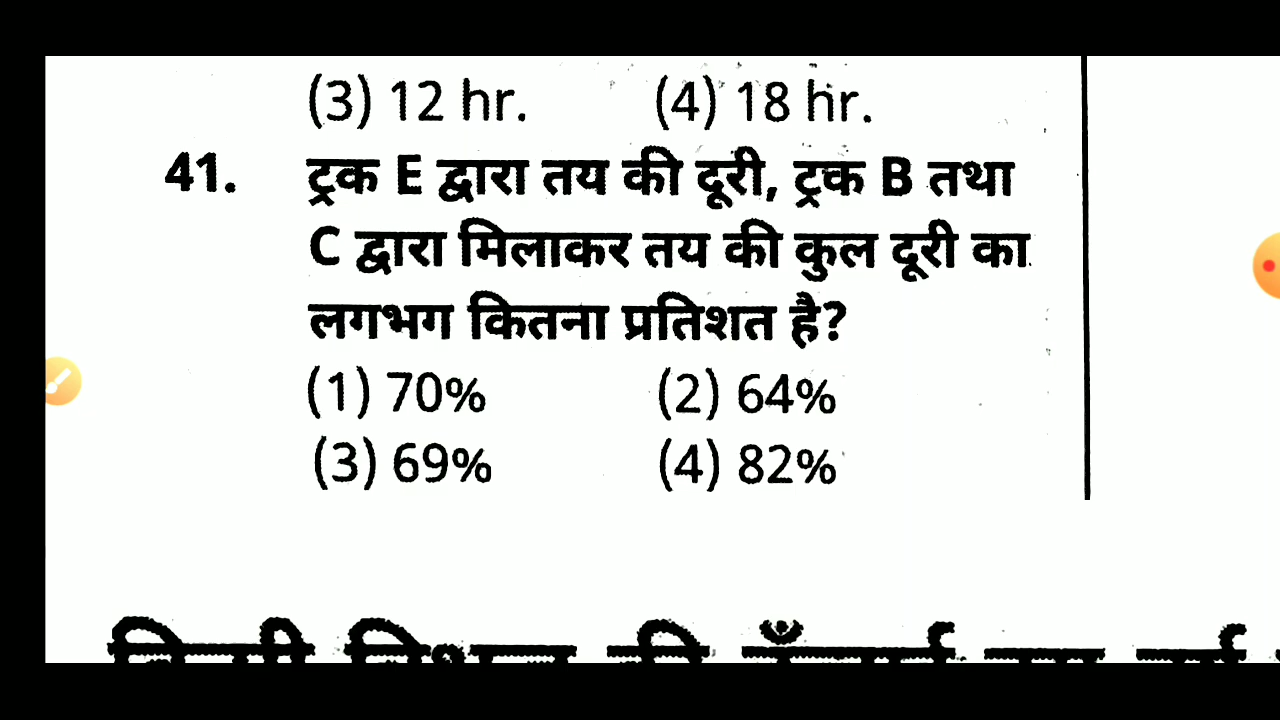 (3) 12 hr. (4) 18 hr.
41. ट्रक E द्वारा तय की दूरी, ट्रक B तथा
C द्वारा मिलाकर तय की कुल दूरी का
लगभग कितना प्रतिशत है?
(1) 70% (2) 64%
(3) 69% (4) 82%